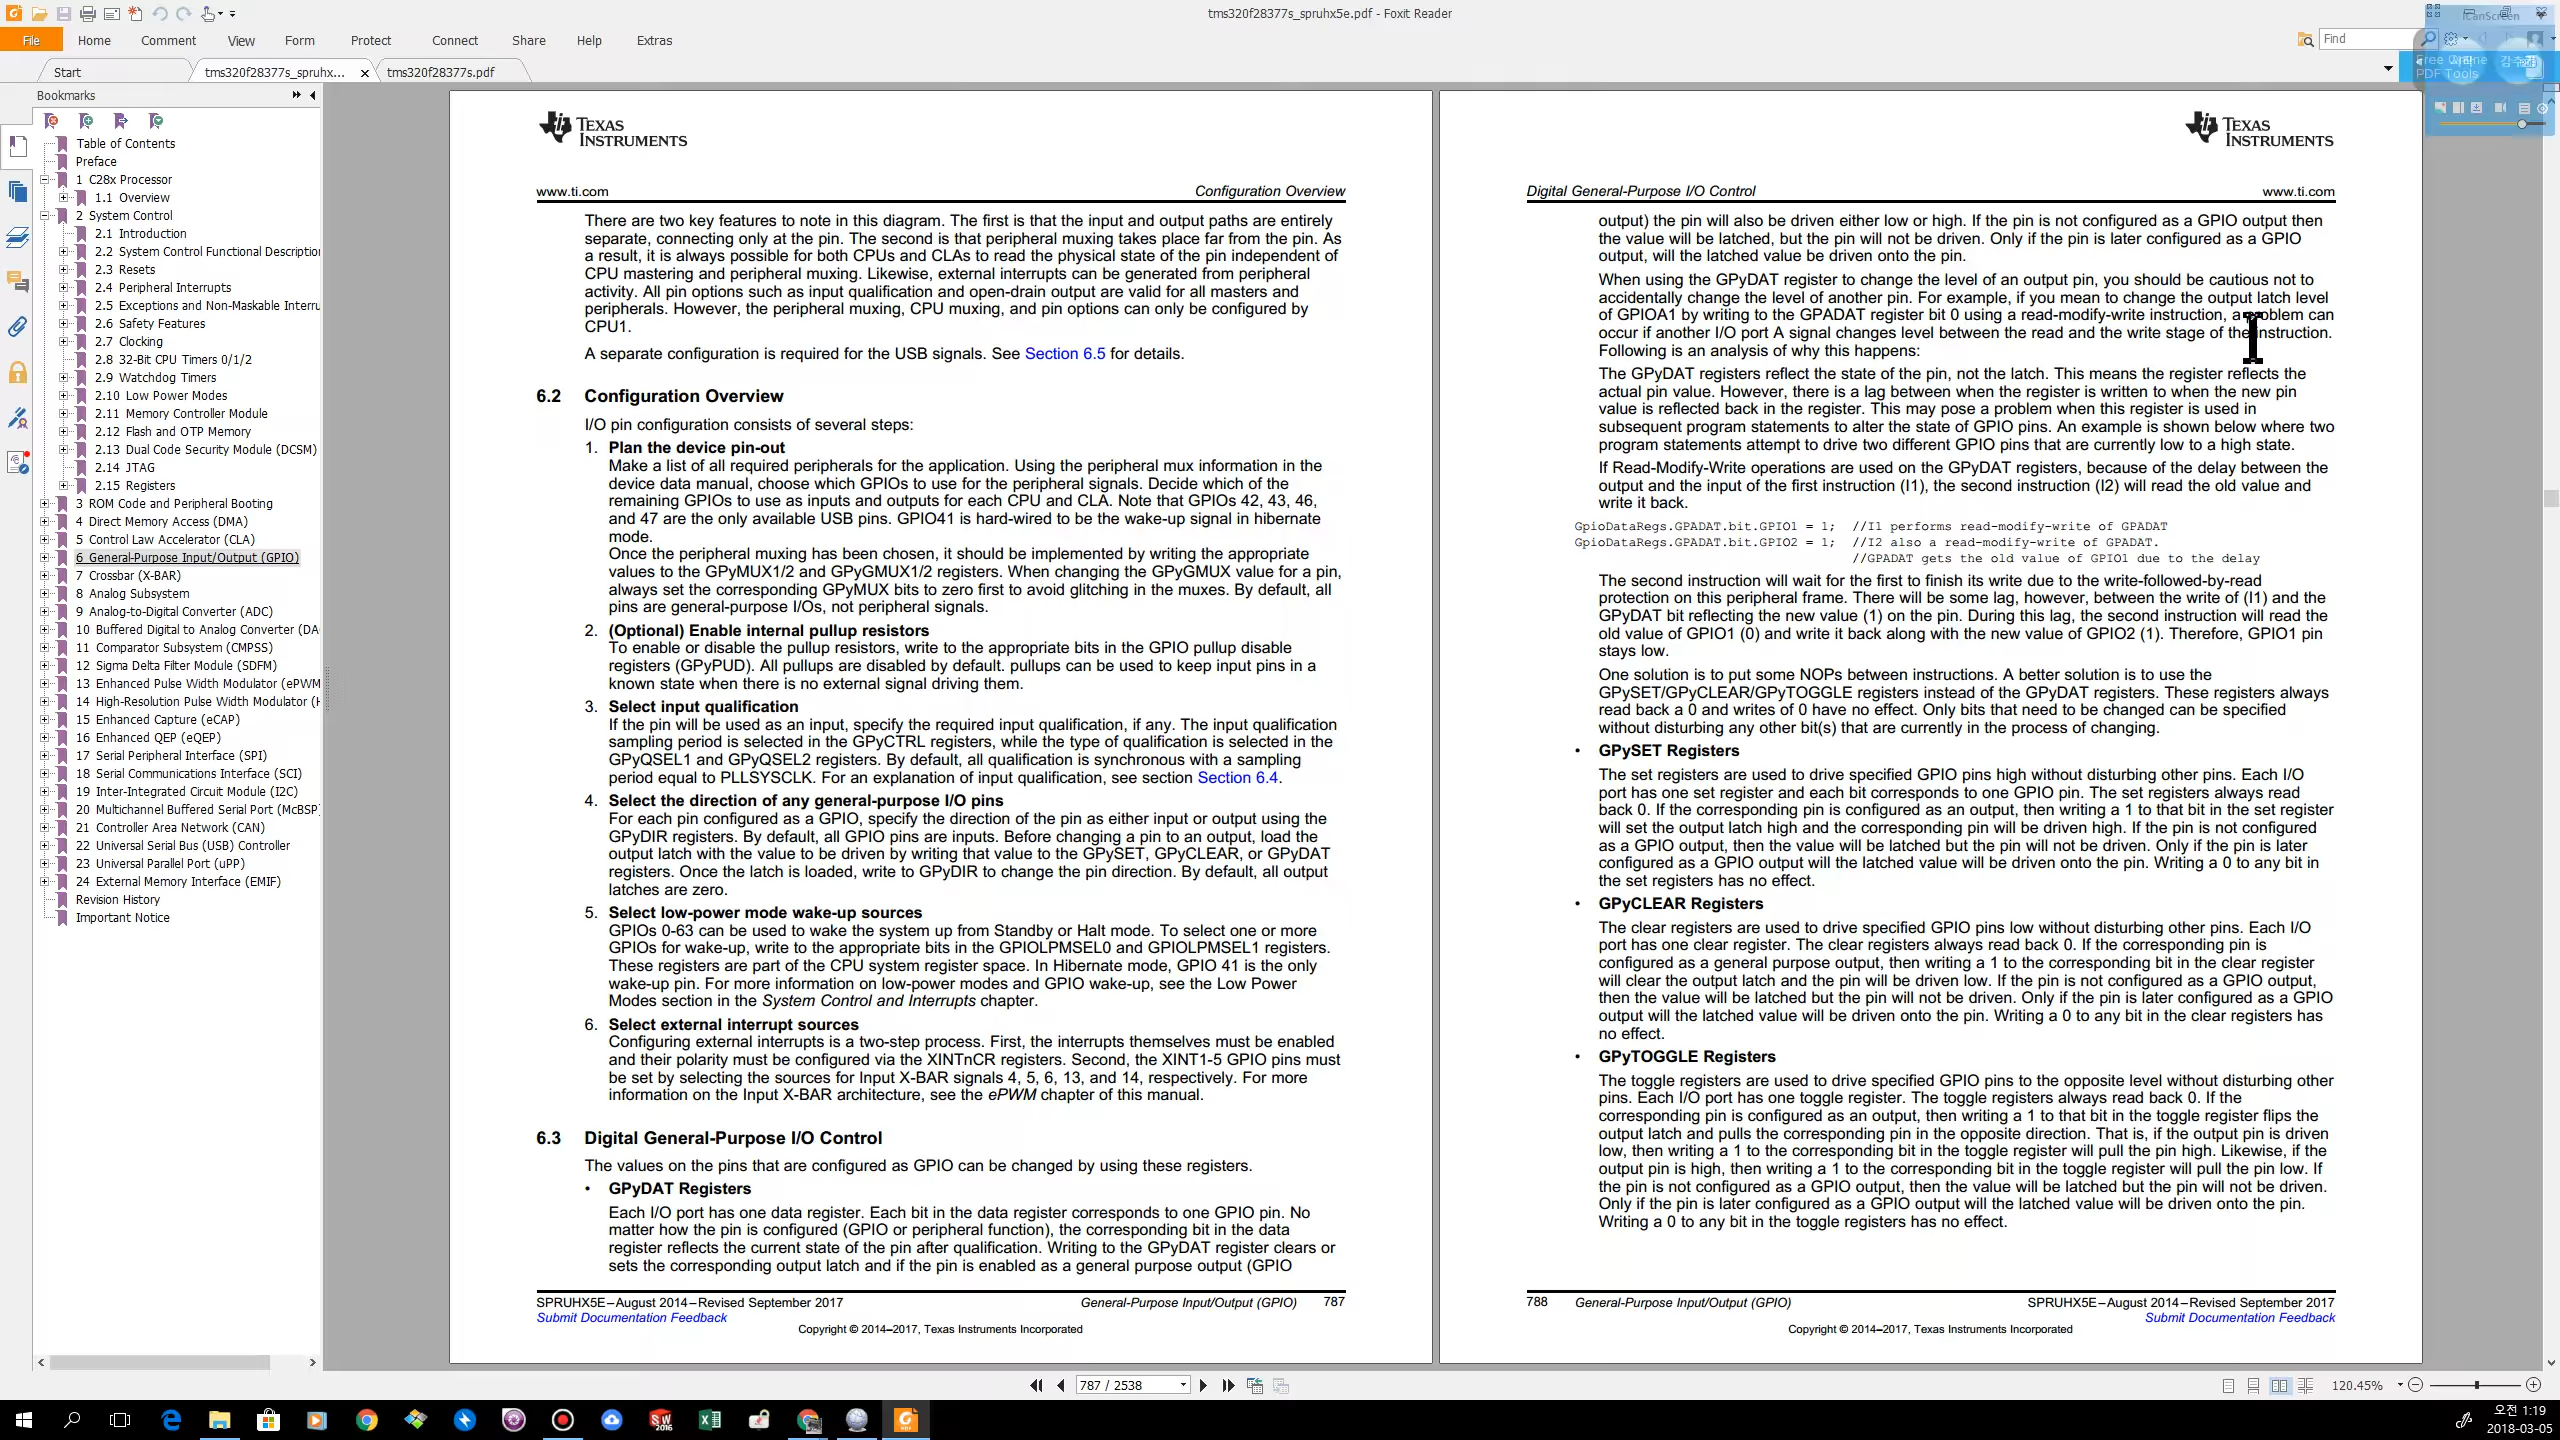 tms320f28377s_spruhx5e.pdf - Foxit Reader
File Home Comment View Form Protect Connect Share Help Extras
Find
Start
tms320f28377s_spruhx...
tms320f28377s.pdf
Free Online
PDF Tools
Bookmarks
Table of Contents
Preface
1 C28x Processor
1.1 Overview
2 System Control
2.1 Introduction
2.2 System Control Functional Descriptio
2.3 Resets
2.4 Peripheral Interrupts
2.5 Exceptions and Non-Maskable Interru
2.6 Safety Features
2.7 Clocking
2.8 32-Bit CPU Timers 0/1/2
2.9 Watchdog Timers
2.10 Low Power Modes
2.11 Memory Controller Module
2.12 Flash and OTP Memory
2.13 Dual Code Security Module (DCSM)
2.14 JTAG
2.15 Registers
3 ROM Code and Peripheral Booting
4 Direct Memory Access (DMA)
5 Control Law Accelerator (CLA)
6 General-Purpose Input/Output (GPIO)
7 Crossbar (X-BAR)
8 Analog Subsystem
9 Analog-to-Digital Converter (ADC)
10 Buffered Digital to Analog Converter (DA
11 Comparator Subsystem (CMPSS)
12 Sigma Delta Filter Module (SDFM)
13 Enhanced Pulse Width Modulator (ePWM
14 High-Resolution Pulse Width Modulator (H
15 Enhanced Capture (eCAP)
16 Enhanced QEP (eQEP)
17 Serial Peripheral Interface (SPI)
18 Serial Communications Interface (SCI)
19 Inter-Integrated Circuit Module (I2C)
20 Multichannel Buffered Serial Port (McBSP
21 Controller Area Network (CAN)
22 Universal Serial Bus (USB) Controller
23 Universal Parallel Port (uPP)
24 External Memory Interface (EMIF)
Revision History
Important Notice
TEXAS
INSTRUMENTS
www.ti.com Configuration Overview
There are two key features to note in this diagram. The first is that the input and output paths are entirely
separate, connecting only at the pin. The second is that peripheral muxing takes place far from the pin. As
a result, it is always possible for both CPUs and CLAs to read the physical state of the pin independent of
CPU mastering and peripheral muxing. Likewise, external interrupts can be generated from peripheral
activity. All pin options such as input qualification and open-drain output are valid for all masters and
peripherals. However, the peripheral muxing, CPU muxing, and pin options can only be configured by
CPU1.
A separate configuration is required for the USB signals. See Section 6.5 for details.
6.2 Configuration Overview
I/O pin configuration consists of several steps:
1. Plan the device pin-out
Make a list of all required peripherals for the application. Using the peripheral mux information in the
device data manual, choose which GPIOs to use for the peripheral signals. Decide which of the
remaining GPIOs to use as inputs and outputs for each CPU and CLA. Note that GPIOs 42, 43, 46,
and 47 are the only available USB pins. GPIO41 is hard-wired to be the wake-up signal in hibernate
mode.
Once the peripheral muxing has been chosen, it should be implemented by writing the appropriate
values to the GPyMUX1/2 and GPyGMUX1/2 registers. When changing the GPyGMUX value for a pin,
always set the corresponding GPyMUX bits to zero first to avoid glitching in the muxes. By default, all
pins are general-purpose I/Os, not peripheral signals.
2. (Optional) Enable internal pullup resistors
To enable or disable the pullup resistors, write to the appropriate bits in the GPIO pullup disable
registers (GPyPUD). All pullups are disabled by default. pullups can be used to keep input pins in a
known state when there is no external signal driving them.
3. Select input qualification
If the pin will be used as an input, specify the required input qualification, if any. The input qualification
sampling period is selected in the GPyCTRL registers, while the type of qualification is selected in the
GPyQSEL1 and GPyQSEL2 registers. By default, all qualification is synchronous with a sampling
period equal to PLLSYSCLK. For an explanation of input qualification, see section Section 6.4.
4. Select the direction of any general-purpose I/O pins
For each pin configured as a GPIO, specify the direction of the pin as either input or output using the
GPyDIR registers. By default, all GPIO pins are inputs. Before changing a pin to an output, load the
output latch with the value to be driven by writing that value to the GPySET, GPyCLEAR, or GPyDAT
registers. Once the latch is loaded, write to GPyDIR to change the pin direction. By default, all output
latches are zero.
5. Select low-power mode wake-up sources
GPIOs 0-63 can be used to wake the system up from Standby or Halt mode. To select one or more
GPIOs for wake-up, write to the appropriate bits in the GPIOLPMSEL0 and GPIOLPMSEL1 registers.
These registers are part of the CPU system register space. In Hibernate mode, GPIO 41 is the only
wake-up pin. For more information on low-power modes and GPIO wake-up, see the Low Power
Modes section in the System Control and Interrupts chapter.
6. Select external interrupt sources
Configuring external interrupts is a two-step process. First, the interrupts themselves must be enabled
and their polarity must be configured via the XINTnCR registers. Second, the XINT1-5 GPIO pins must
be set by selecting the sources for Input X-BAR signals 4, 5, 6, 13, and 14, respectively. For more
information on the Input X-BAR architecture, see the ePWM chapter of this manual.
6.3 Digital General-Purpose I/O Control
The values on the pins that are configured as GPIO can be changed by using these registers.
• GPyDAT Registers
Each I/O port has one data register. Each bit in the data register corresponds to one GPIO pin. No
matter how the pin is configured (GPIO or peripheral function), the corresponding bit in the data
register reflects the current state of the pin after qualification. Writing to the GPyDAT register clears or
sets the corresponding output latch and if the pin is enabled as a general purpose output (GPIO
SPRUHX5E–August 2014–Revised September 2017 General-Purpose Input/Output (GPIO) 787
Submit Documentation Feedback
Copyright © 2014–2017, Texas Instruments Incorporated
TEXAS
INSTRUMENTS
Digital General-Purpose I/O Control www.ti.com
output) the pin will also be driven either low or high. If the pin is not configured as a GPIO output then
the value will be latched, but the pin will not be driven. Only if the pin is later configured as a GPIO
output, will the latched value be driven onto the pin.
When using the GPyDAT register to change the level of an output pin, you should be cautious not to
accidentally change the level of another pin. For example, if you mean to change the output latch level
of GPIOA1 by writing to the GPADAT register bit 0 using a read-modify-write instruction, a problem can
occur if another I/O port A signal changes level between the read and the write stage of the instruction.
Following is an analysis of why this happens:
The GPyDAT registers reflect the state of the pin, not the latch. This means the register reflects the
actual pin value. However, there is a lag between when the register is written to when the new pin
value is reflected back in the register. This may pose a problem when this register is used in
subsequent program statements to alter the state of GPIO pins. An example is shown below where two
program statements attempt to drive two different GPIO pins that are currently low to a high state.
If Read-Modify-Write operations are used on the GPyDAT registers, because of the delay between the
output and the input of the first instruction (I1), the second instruction (I2) will read the old value and
write it back.
GpioDataRegs.GPADAT.bit.GPIO1 = 1; //I1 performs read-modify-write of GPADAT
GpioDataRegs.GPADAT.bit.GPIO2 = 1; //I2 also a read-modify-write of GPADAT.
//GPADAT gets the old value of GPIO1 due to the delay
The second instruction will wait for the first to finish its write due to the write-followed-by-read
protection on this peripheral frame. There will be some lag, however, between the write of (I1) and the
GPyDAT bit reflecting the new value (1) on the pin. During this lag, the second instruction will read the
old value of GPIO1 (0) and write it back along with the new value of GPIO2 (1). Therefore, GPIO1 pin
stays low.
One solution is to put some NOPs between instructions. A better solution is to use the
GPySET/GPyCLEAR/GPyTOGGLE registers instead of the GPyDAT registers. These registers always
read back a 0 and writes of 0 have no effect. Only bits that need to be changed can be specified
without disturbing any other bit(s) that are currently in the process of changing.
• GPySET Registers
The set registers are used to drive specified GPIO pins high without disturbing other pins. Each I/O
port has one set register and each bit corresponds to one GPIO pin. The set registers always read
back 0. If the corresponding pin is configured as an output, then writing a 1 to that bit in the set register
will set the output latch high and the corresponding pin will be driven high. If the pin is not configured
as a GPIO output, then the value will be latched but the pin will not be driven. Only if the pin is later
configured as a GPIO output will the latched value will be driven onto the pin. Writing a 0 to any bit in
the set registers has no effect.
• GPyCLEAR Registers
The clear registers are used to drive specified GPIO pins low without disturbing other pins. Each I/O
port has one clear register. The clear registers always read back 0. If the corresponding pin is
configured as a general purpose output, then writing a 1 to the corresponding bit in the clear register
will clear the output latch and the pin will be driven low. If the pin is not configured as a GPIO output,
then the value will be latched but the pin will not be driven. Only if the pin is later configured as a GPIO
output will the latched value will be driven onto the pin. Writing a 0 to any bit in the clear registers has
no effect.
• GPyTOGGLE Registers
The toggle registers are used to drive specified GPIO pins to the opposite level without disturbing other
pins. Each I/O port has one toggle register. The toggle registers always read back 0. If the
corresponding pin is configured as an output, then writing a 1 to that bit in the toggle register flips the
output latch and pulls the corresponding pin in the opposite direction. That is, if the output pin is driven
low, then writing a 1 to the corresponding bit in the toggle register will pull the pin high. Likewise, if the
output pin is high, then writing a 1 to the corresponding bit in the toggle register will pull the pin low. If
the pin is not configured as a GPIO output, then the value will be latched but the pin will not be driven.
Only if the pin is later configured as a GPIO output will the latched value will be driven onto the pin.
Writing a 0 to any bit in the toggle registers has no effect.
788 General-Purpose Input/Output (GPIO) SPRUHX5E–August 2014–Revised September 2017
Submit Documentation Feedback
Copyright © 2014–2017, Texas Instruments Incorporated
787 / 2538
120.45%
오전 1:19
2018-03-05